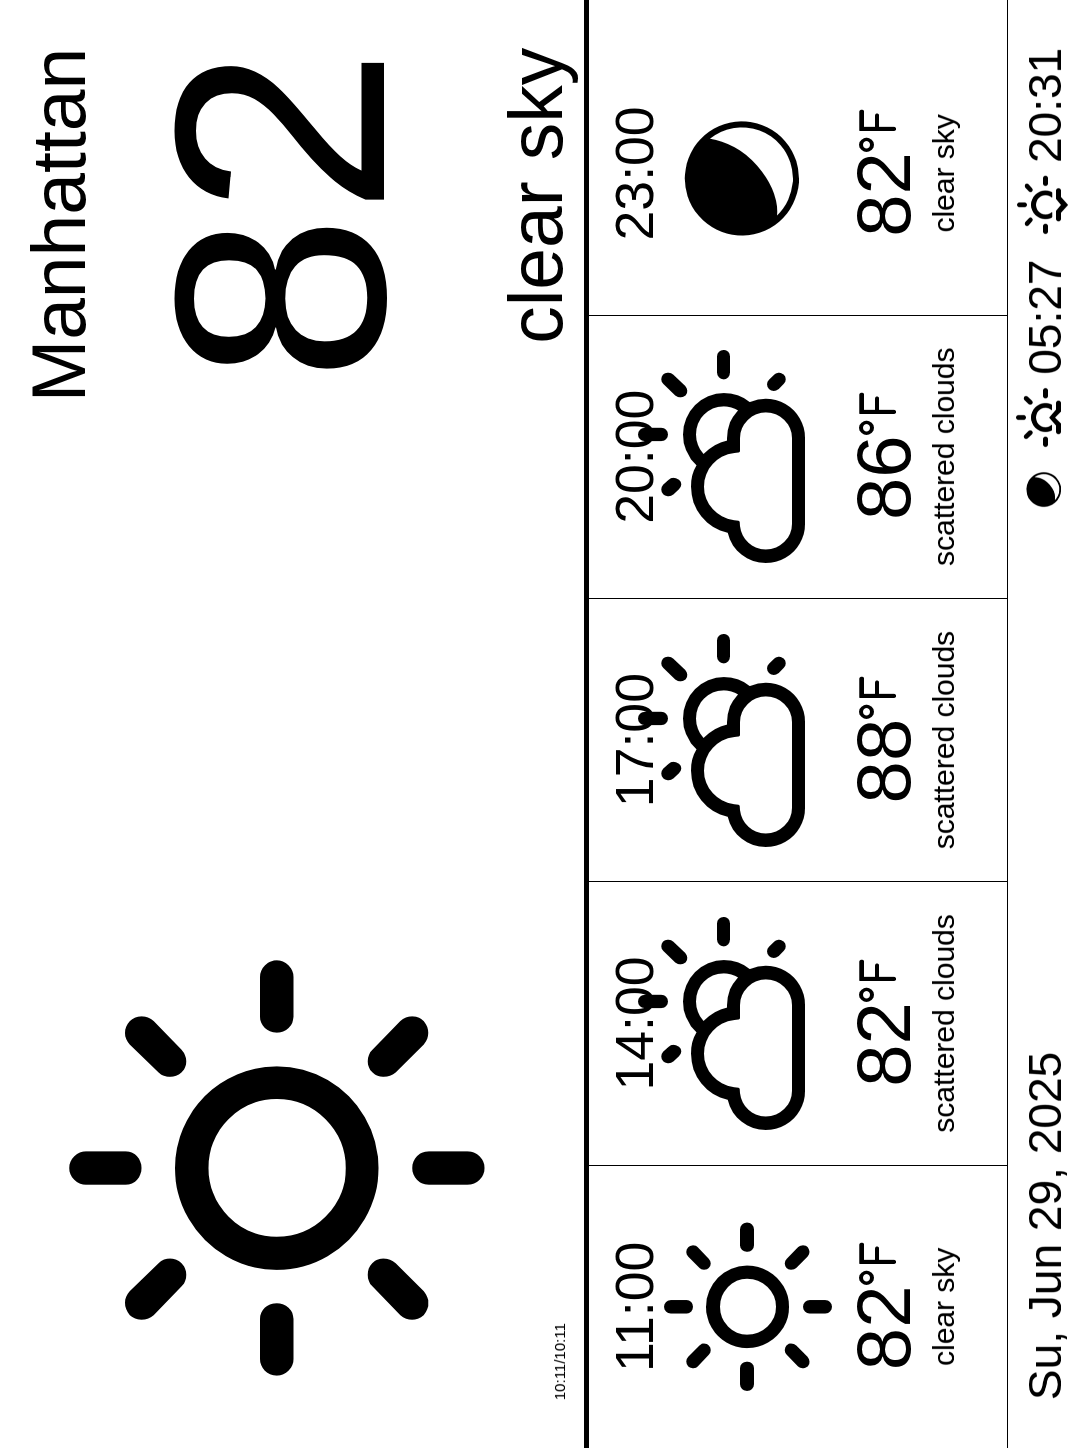 Manhattan
82
clear sky
10:11/10:11
11:00
82°F
clear sky
14:00
82°F
scattered clouds
17:00
88°F
scattered clouds
20:00
86°F
scattered clouds
23:00
82°F
clear sky
Su, Jun 29, 2025
05:27
20:31